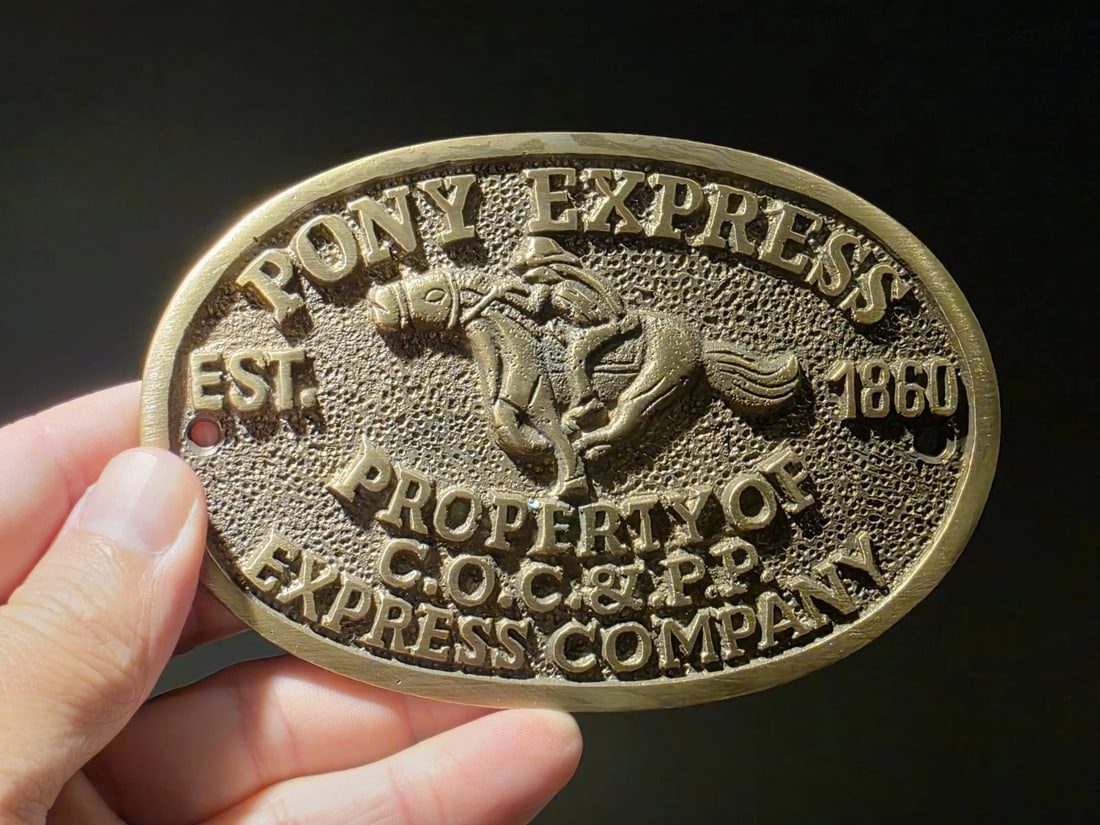 PONY EXPRESS
EST. 1860
PROPERTY OF
C.O.C.&P.P.
EXPRESS COMPANY